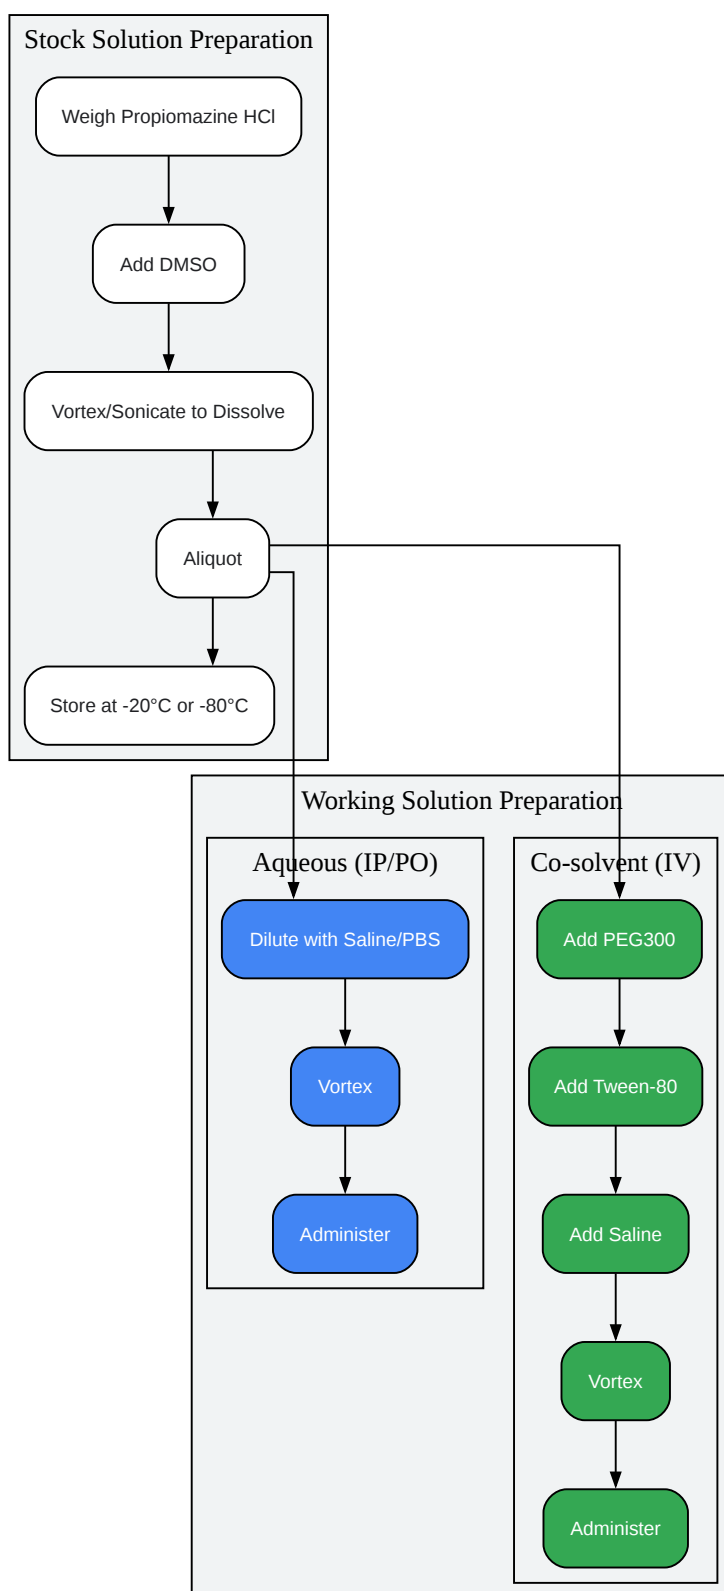 Stock Solution Preparation
Weigh Propiomazine HCl
Add DMSO
Vortex/Sonicate to Dissolve
Aliquot
Store at -20°C or -80°C
Working Solution Preparation
Aqueous (IP/PO)
Dilute with Saline/PBS
Vortex
Administer
Co-solvent (IV)
Add PEG300
Add Tween-80
Add Saline
Vortex
Administer